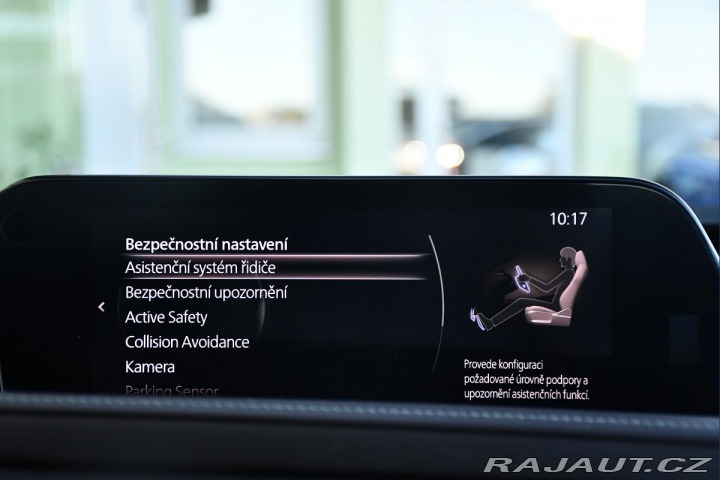 10:17
Bezpečnostní nastavení
Asistenční systém řidiče
Bezpečnostní upozornění
Active Safety
Collision Avoidance
Kamera
Parking Sensor
Provede konfiguraci
požadované úrovně podpory a
upozornění asistenčních funkcí.
RAJAUT.CZ